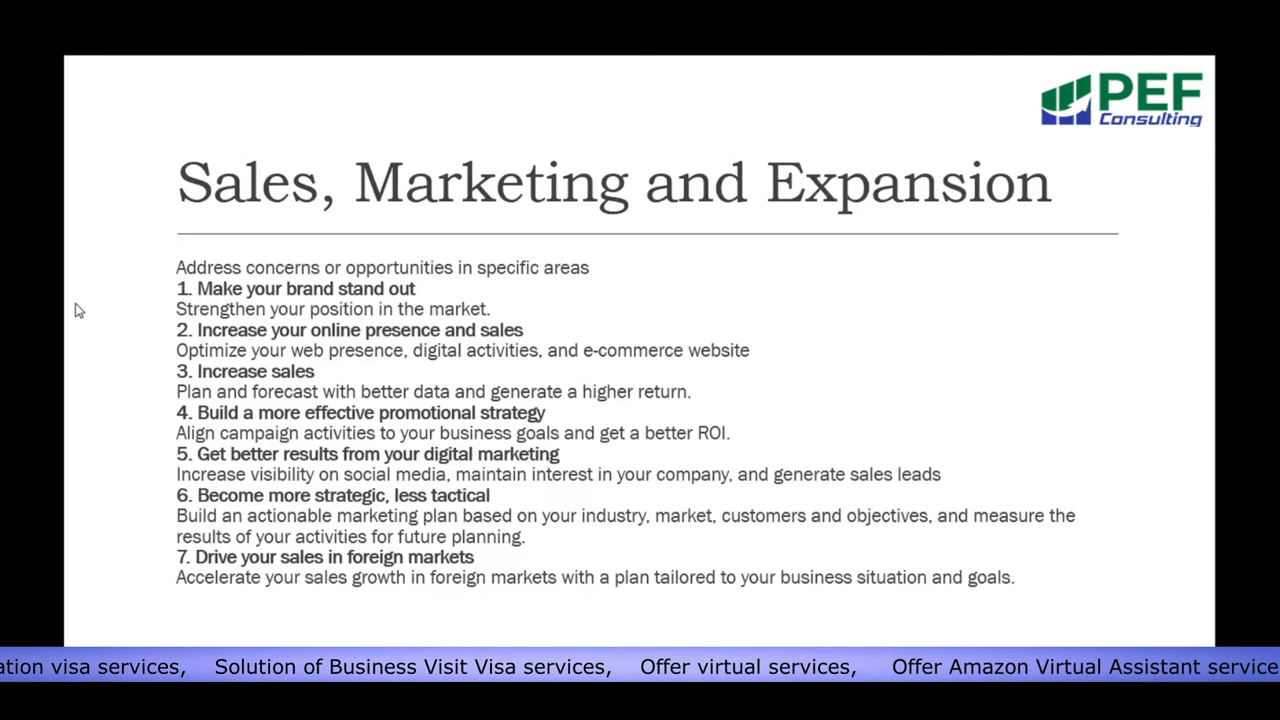 PEF
Consulting
Sales, Marketing and Expansion
Address concerns or opportunities in specific areas
1. Make your brand stand out
Strengthen your position in the market.
2. Increase your online presence and sales
Optimize your web presence, digital activities, and e-commerce website
3. Increase sales
Plan and forecast with better data and generate a higher return.
4. Build a more effective promotional strategy
Align campaign activities to your business goals and get a better ROI.
5. Get better results from your digital marketing
Increase visibility on social media, maintain interest in your company, and generate sales leads
6. Become more strategic, less tactical
Build an actionable marketing plan based on your industry, market, customers and objectives, and measure the
results of your activities for future planning.
7. Drive your sales in foreign markets
Accelerate your sales growth in foreign markets with a plan tailored to your business situation and goals.
ation visa services, Solution of Business Visit Visa services, Offer virtual services, Offer Amazon Virtual Assistant service